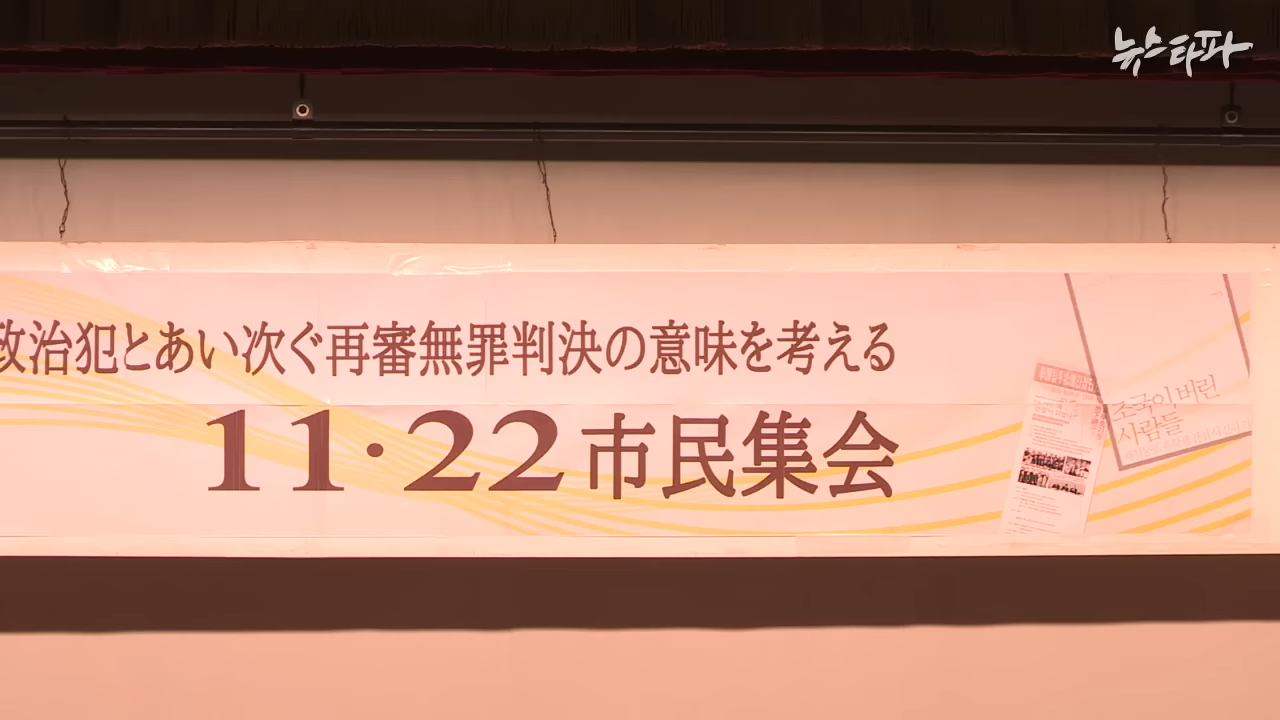 뉴스타파
政治犯とあい次ぐ再審無罪判決の意味を考える
11・22市民集会
조국이 버린
사람들